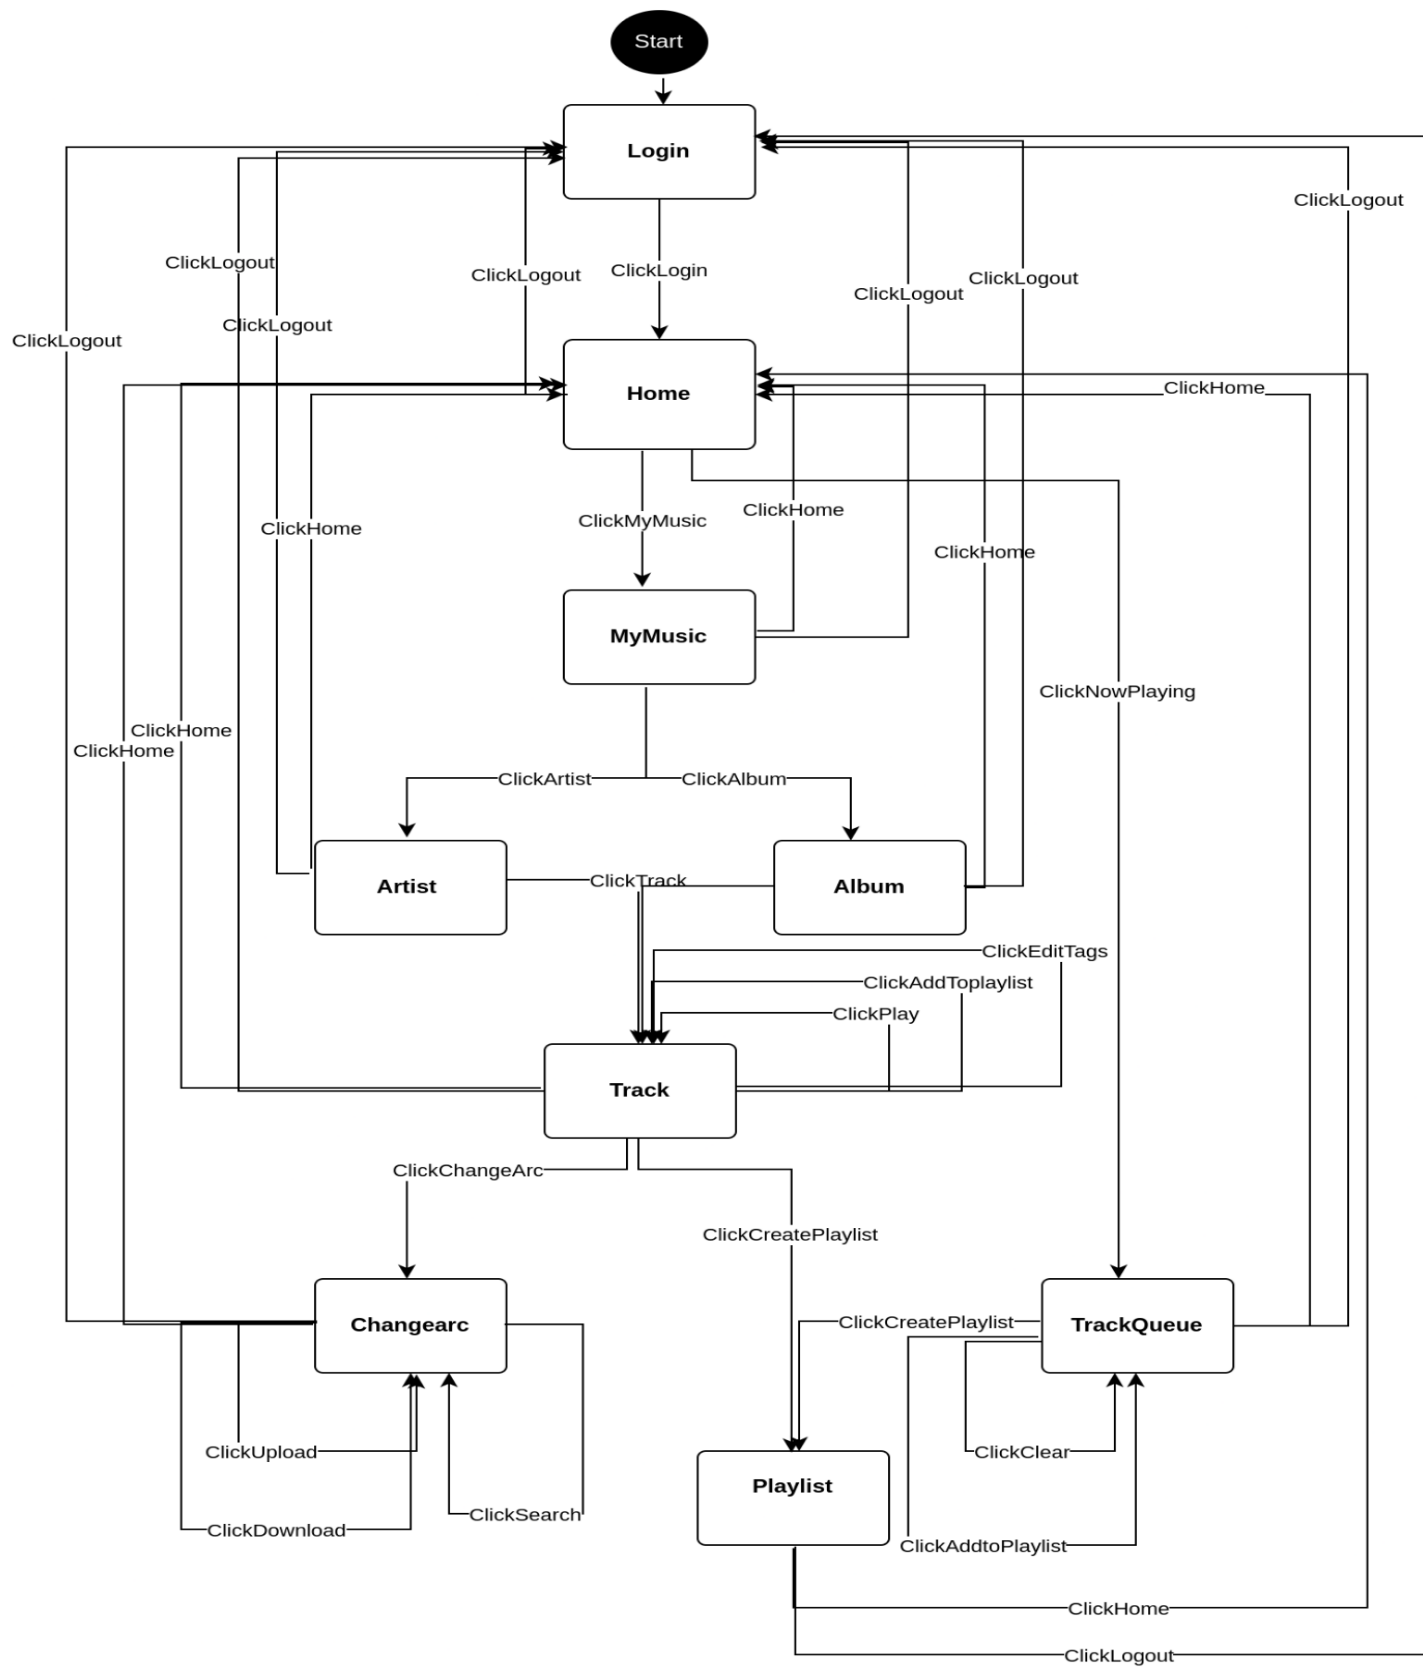 Start
Login
ClickLogout
ClickLogout
ClickLogout
ClickLogin
ClickLogout
ClickLogout
ClickLogout
ClickLogout
Home
ClickHome
ClickHome
ClickMyMusic
ClickHome
ClickHome
MyMusic
ClickNowPlaying
ClickHome
ClickHome
ClickArtist
ClickAlbum
Artist
ClickTrack
Album
ClickEditTags
ClickAddToplaylist
ClickPlay
Track
ClickChangeArc
ClickCreatePlaylist
Changearc
ClickCreatePlaylist
TrackQueue
ClickUpload
ClickClear
Playlist
ClickSearch
ClickDownload
ClickAddtoPlaylist
ClickHome
ClickLogout